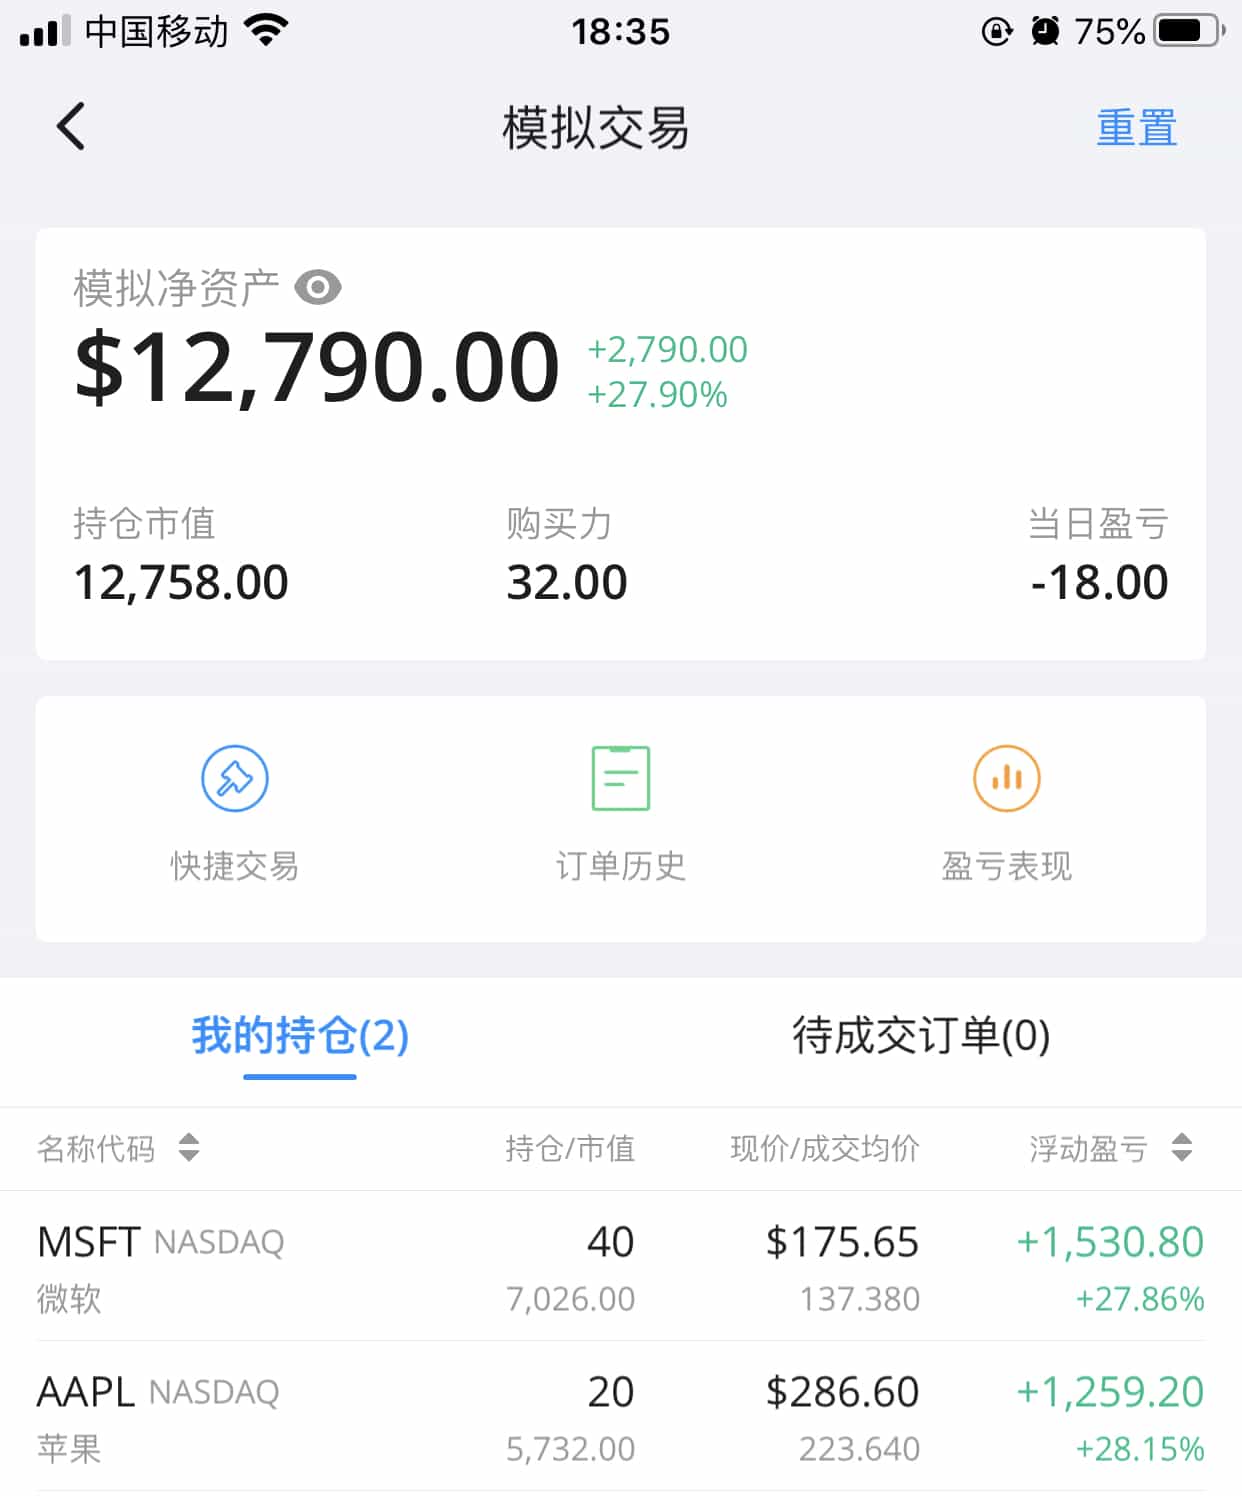 中国移动 18:35 75%
模拟交易 重置
模拟净资产
$12,790.00 +2,790.00
+27.90%
持仓市值 购买力 当日盈亏
12,758.00 32.00 -18.00
快捷交易 订单历史 盈亏表现
我的持仓(2) 待成交订单(0)
名称代码 持仓/市值 现价/成交均价 浮动盈亏
MSFT NASDAQ 40 $175.65 +1,530.80
微软 7,026.00 137.380 +27.86%
AAPL NASDAQ 20 $286.60 +1,259.20
苹果 5,732.00 223.640 +28.15%